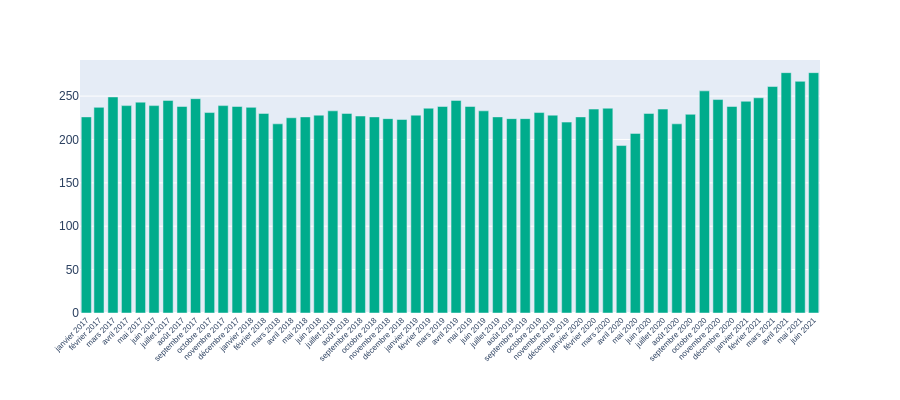 250
200
150
100
50
0
janvier 2017
février 2017
mars 2017
avril 2017
mai 2017
juin 2017
juillet 2017
août 2017
septembre 2017
octobre 2017
novembre 2017
décembre 2017
janvier 2018
février 2018
mars 2018
avril 2018
mai 2018
juin 2018
juillet 2018
août 2018
septembre 2018
octobre 2018
novembre 2018
décembre 2018
janvier 2019
février 2019
mars 2019
avril 2019
mai 2019
juin 2019
juillet 2019
août 2019
septembre 2019
octobre 2019
novembre 2019
décembre 2019
janvier 2020
février 2020
mars 2020
avril 2020
mai 2020
juin 2020
juillet 2020
août 2020
septembre 2020
octobre 2020
novembre 2020
décembre 2020
janvier 2021
février 2021
mars 2021
avril 2021
mai 2021
juin 2021